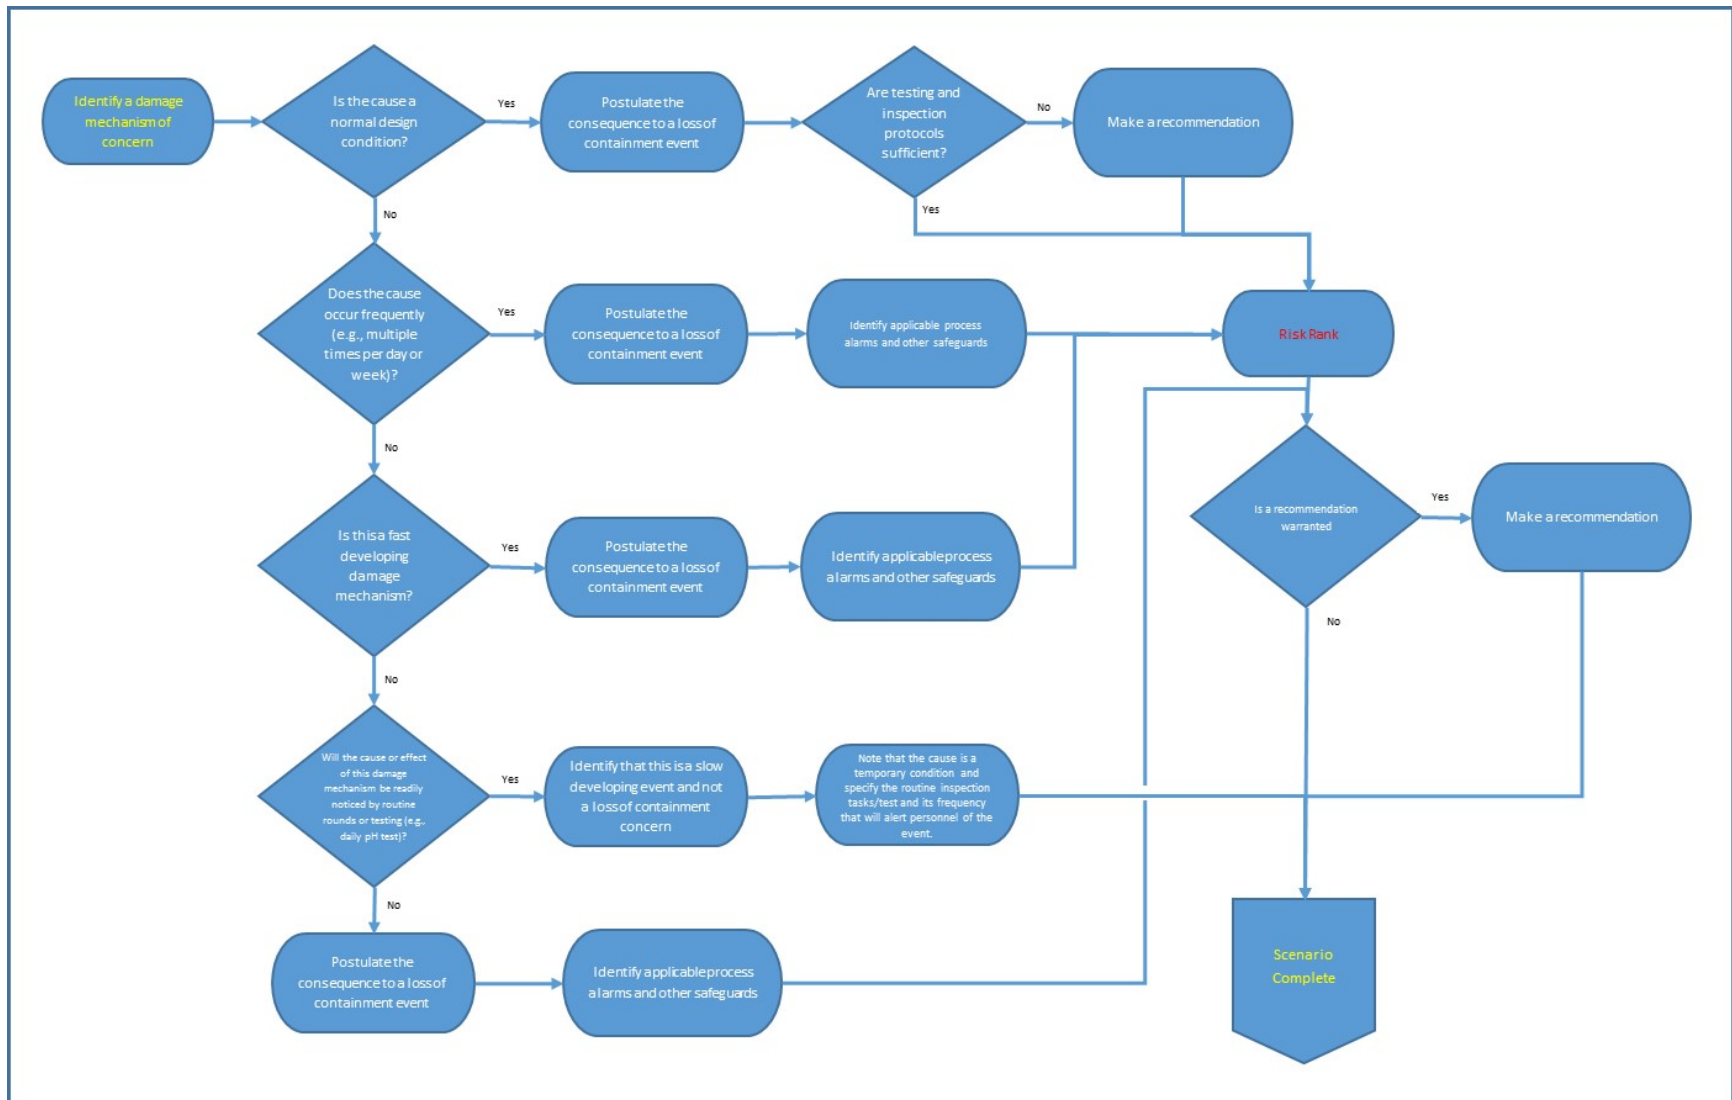 Identify a damage
mechanism of
concern
Is the cause a
normal design
condition?
Yes
Postulate the
consequence to a loss of
containment event
Are testing and
inspection
protocols
sufficient?
No
Make a recommendation
No
Yes
Does the cause
occur frequently
(e.g., multiple
times per day or
week)?
Yes
Postulate the
consequence to a loss of
containment event
Identify applicable process
alarms and other safeguards
Risk Rank
No
Is this a fast
developing
damage
mechanism?
Yes
Postulate the
consequence to a loss of
containment event
Identify applicable process
alarms and other safeguards
Is a recommendation
warranted
Yes
Make a recommendation
No
No
Will the cause or effect
of this damage
mechanism be readily
noticed by routine
rounds or testing (e.g.,
daily pH test)?
Yes
Identify that this is a slow
developing event and not
a loss of containment
concern
Note that the cause is a
temporary condition and
specify the routine inspection
tasks/test and its frequency
that will alert personnel of the
event.
No
Postulate the
consequence to a loss of
containment event
Identify applicable process
alarms and other safeguards
Scenario
Complete